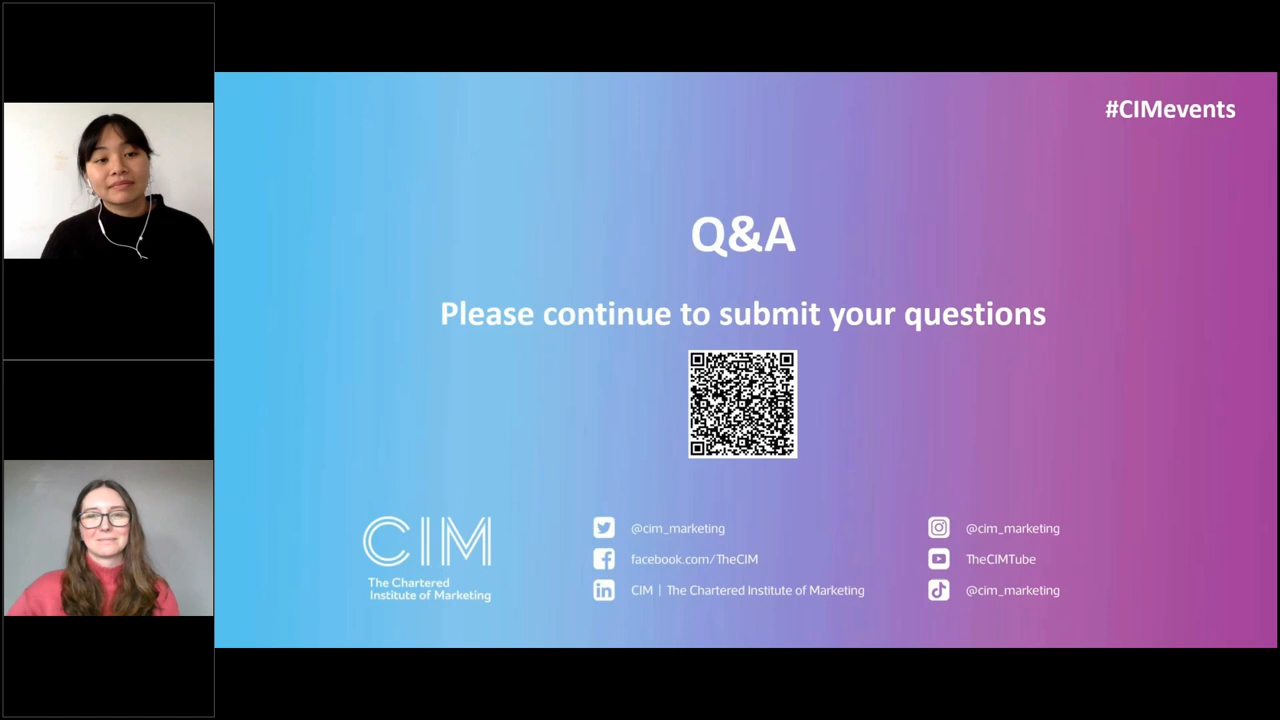 #CIMevents
Q&A
Please continue to submit your questions
CIM
The Chartered
Institute of Marketing
@cim_marketing
facebook.com/TheCIM
CIM | The Chartered Institute of Marketing
@cim_marketing
TheCIMTube
@cim_marketing